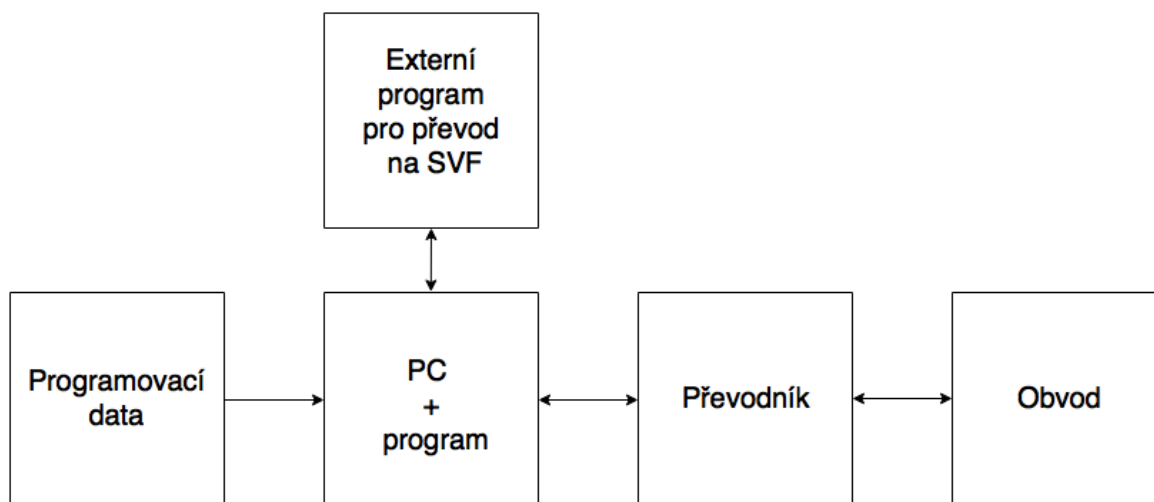 Externí
program
pro převod
na SVF
Programovací
data
PC
+
program
Převodník
Obvod